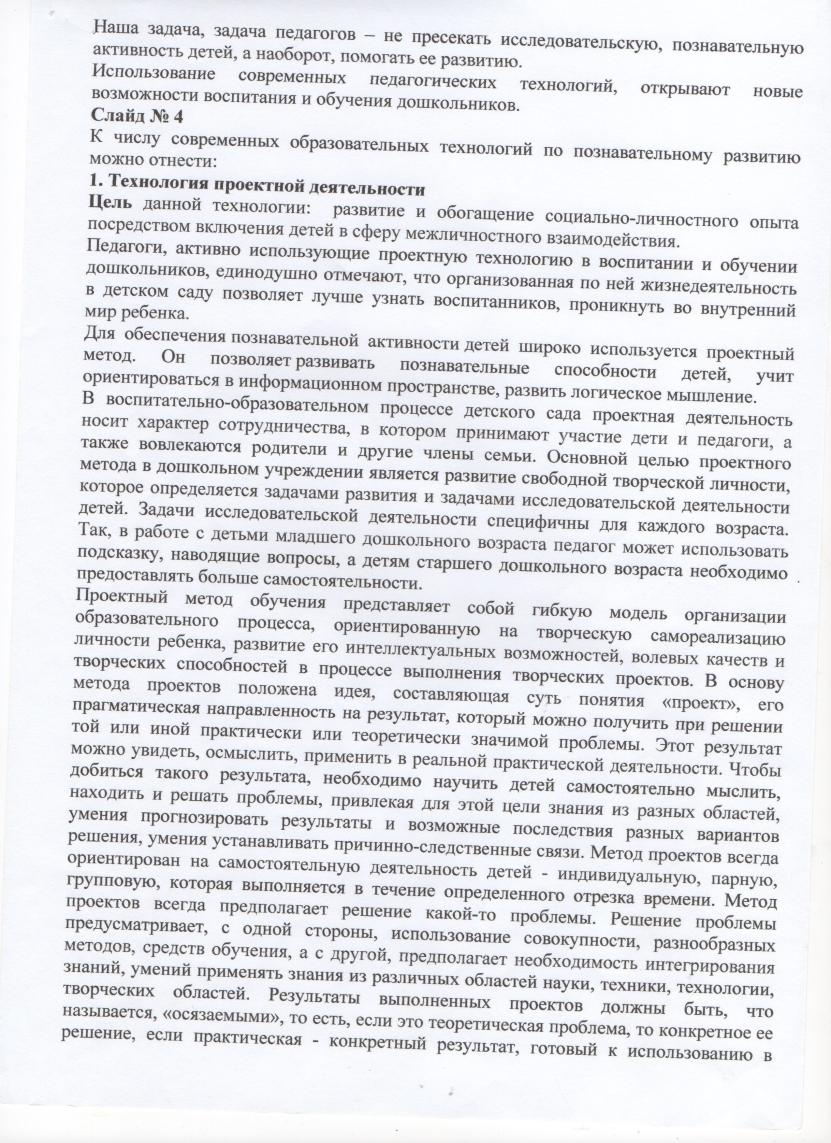 Наша задача, задача педагогов – не пресекать исследовательскую, познавательную
активность детей, а наоборот, помогать ее развитию.
Использование современных педагогических технологий, открывают новые
возможности воспитания и обучения дошкольников.
Слайд № 4
К числу современных образовательных технологий по познавательному развитию
можно отнести:
1. Технология проектной деятельности
Цель данной технологии: развитие и обогащение социально-личностного опыта
посредством включения детей в сферу межличностного взаимодействия.
Педагоги, активно использующие проектную технологию в воспитании и обучении
дошкольников, единодушно отмечают, что организованная по ней жизнедеятельность
в детском саду позволяет лучше узнать воспитанников, проникнуть во внутренний
мир ребенка.
Для обеспечения познавательной активности детей широко используется проектный
метод. Он позволяет развивать познавательные способности детей, учит
ориентироваться в информационном пространстве, развить логическое мышление.
В воспитательно-образовательном процессе детского сада проектная деятельность
носит характер сотрудничества, в котором принимают участие дети и педагоги, а
также вовлекаются родители и другие члены семьи. Основной целью проектного
метода в дошкольном учреждении является развитие свободной творческой личности,
которое определяется задачами развития и задачами исследовательской деятельности
детей. Задачи исследовательской деятельности специфичны для каждого возраста.
Так, в работе с детьми младшего дошкольного возраста педагог может использовать
подсказку, наводящие вопросы, а детям старшего дошкольного возраста необходимо
предоставлять больше самостоятельности.
Проектный метод обучения представляет собой гибкую модель организации
образовательного процесса, ориентированную на творческую самореализацию
личности ребенка, развитие его интеллектуальных возможностей, волевых качеств и
творческих способностей в процессе выполнения творческих проектов. В основу
метода проектов положена идея, составляющая суть понятия «проект», его
прагматическая направленность на результат, который можно получить при решении
той или иной практически или теоретически значимой проблемы. Этот результат
можно увидеть, осмыслить, применить в реальной практической деятельности. Чтобы
добиться такого результата, необходимо научить детей самостоятельно мыслить,
находить и решать проблемы, привлекая для этой цели знания из разных областей,
умения прогнозировать результаты и возможные последствия разных вариантов
решения, умения устанавливать причинно-следственные связи. Метод проектов всегда
ориентирован на самостоятельную деятельность детей - индивидуальную, парную,
групповую, которая выполняется в течение определенного отрезка времени. Метод
проектов всегда предполагает решение какой-то проблемы. Решение проблемы
предусматривает, с одной стороны, использование совокупности, разнообразных
методов, средств обучения, а с другой, предполагает необходимость интегрирования
знаний, умений применять знания из различных областей науки, техники, технологии,
творческих областей. Результаты выполненных проектов должны быть, что
называется, «осязаемыми», то есть, если это теоретическая проблема, то конкретное ее
решение, если практическая - конкретный результат, готовый к использованию в